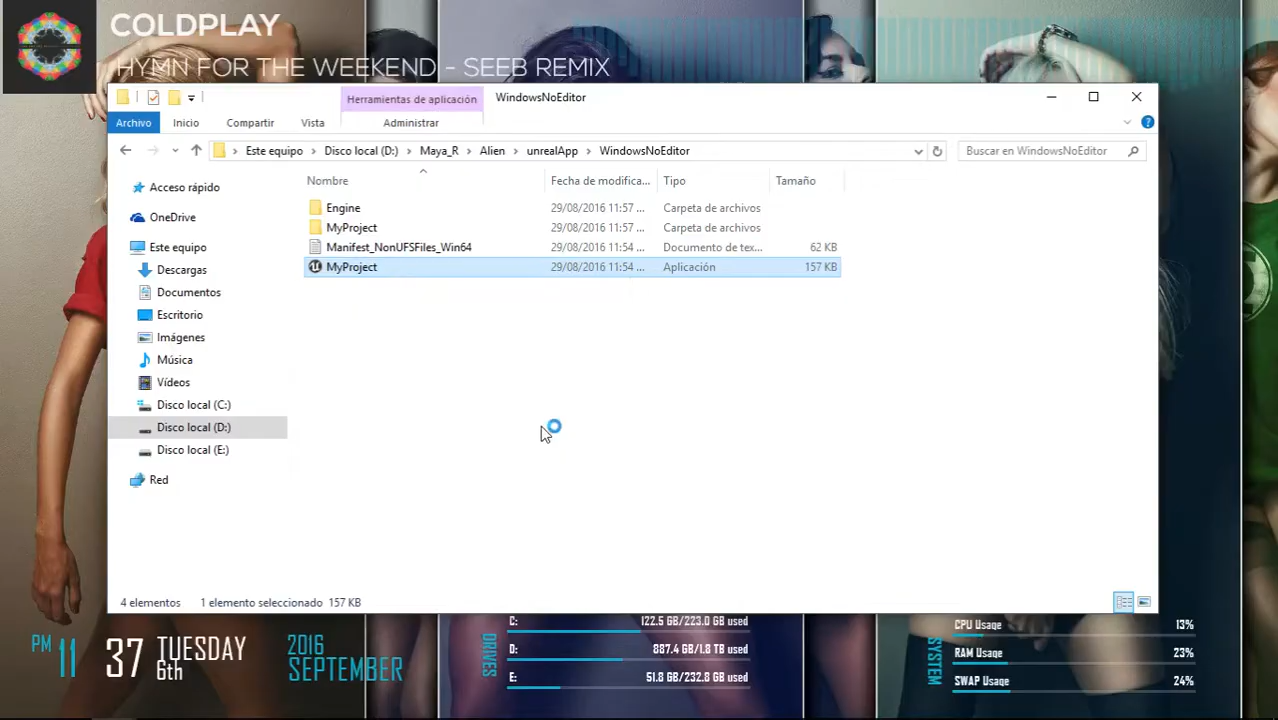 COLDPLAY
HYMN FOR THE WEEKEND - SEEB REMIX
Herramientas de aplicación
WindowsNoEditor
Archivo
Inicio
Compartir
Vista
Administrar
Este equipo > Disco local (D:) > Maya_R > Alien > unrealApp > WindowsNoEditor
Buscar en WindowsNoEditor
Nombre
Fecha de modifica...
Tipo
Tamaño
Acceso rápido
OneDrive
Este equipo
Descargas
Documentos
Escritorio
Imágenes
Música
Vídeos
Disco local (C:)
Disco local (D:)
Disco local (E:)
Red
Engine 29/08/2016 11:57 ... Carpeta de archivos
MyProject 29/08/2016 11:57 ... Carpeta de archivos
Manifest_NonUFSFiles_Win64 29/08/2016 11:54 ... Documento de tex... 62 KB
MyProject 29/08/2016 11:54 ... Aplicación 157 KB
4 elementos 1 elemento seleccionado 157 KB
PM 11 37 TUESDAY 6th
2016 SEPTEMBER
DRIVES
C: 122.5 GB/223.0 GB used
D: 887.4 GB/1.8 TB used
E: 51.8 GB/232.8 GB used
SYSTEM
CPU Usage 13%
RAM Usage 23%
SWAP Usage 24%